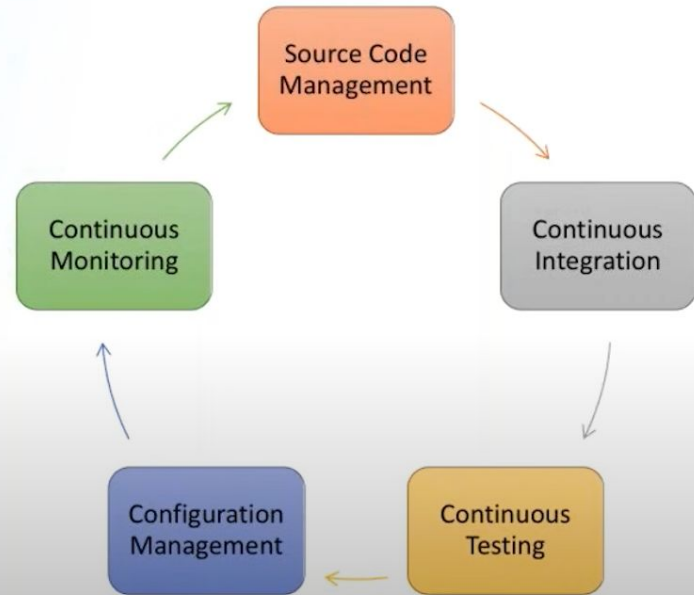 Source Code
Management
Continuous
Integration
Continuous
Testing
Configuration
Management
Continuous
Monitoring